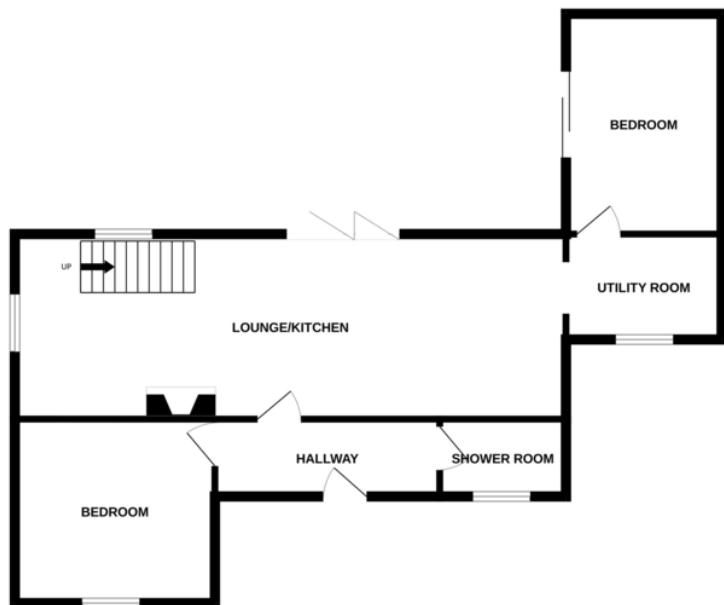 BEDROOM
UP
UTILITY ROOM
LOUNGE/KITCHEN
HALLWAY
SHOWER ROOM
BEDROOM